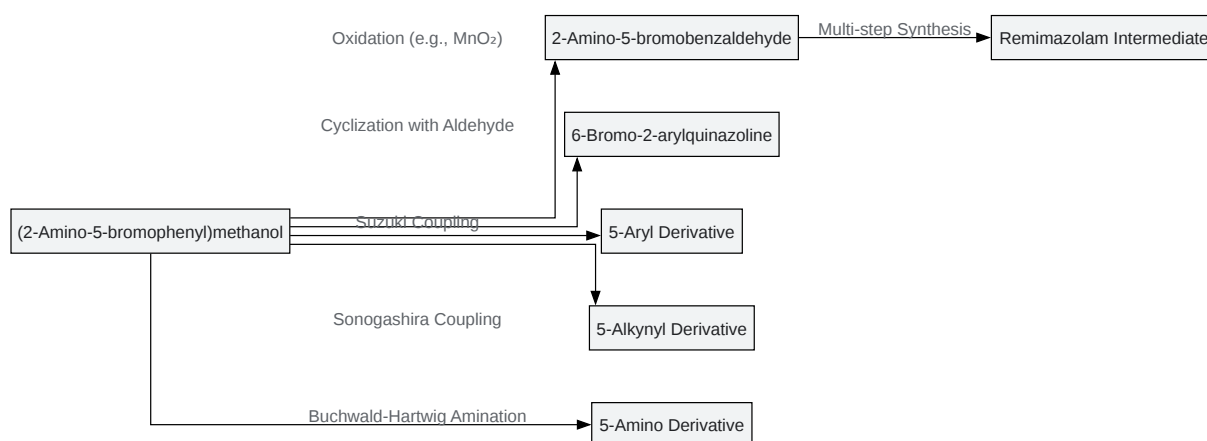 Oxidation (e.g., MnO₂)
2-Amino-5-bromobenzaldehyde
Multi-step Synthesis
Remimazolam Intermediate
Cyclization with Aldehyde
6-Bromo-2-arylquinazoline
(2-Amino-5-bromophenyl)methanol
Suzuki Coupling
5-Aryl Derivative
Sonogashira Coupling
5-Alkynyl Derivative
Buchwald-Hartwig Amination
5-Amino Derivative